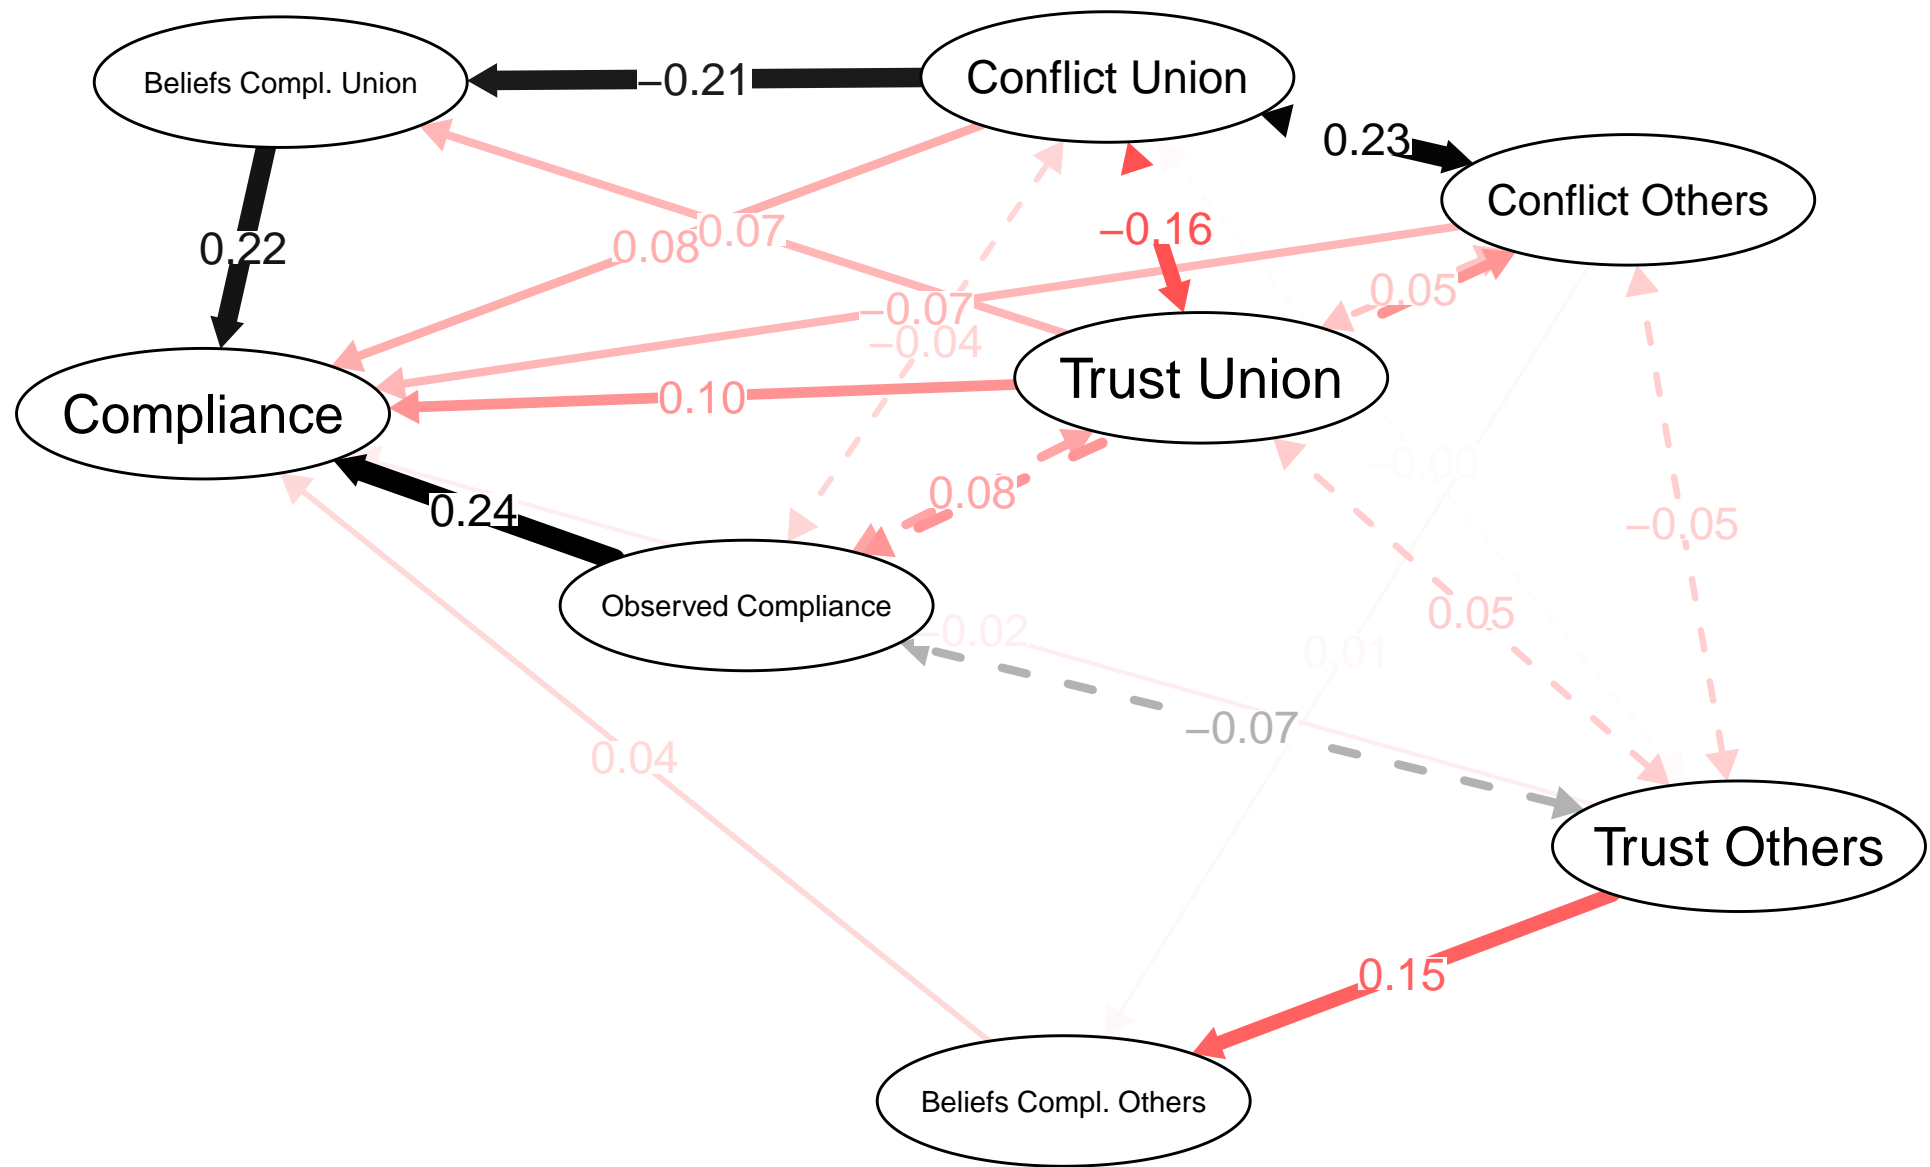 Beliefs Compl. Union
−0.21
Conflict Union
0.23
Conflict Others
0.22
0.08
0.07
−0.16
0.05
−0.07
−0.04
Trust Union
0.10
Compliance
0.08
−0.00
0.24
−0.05
Observed Compliance
−0.02
0.05
0.01
−0.07
0.04
Trust Others
0.15
Beliefs Compl. Others